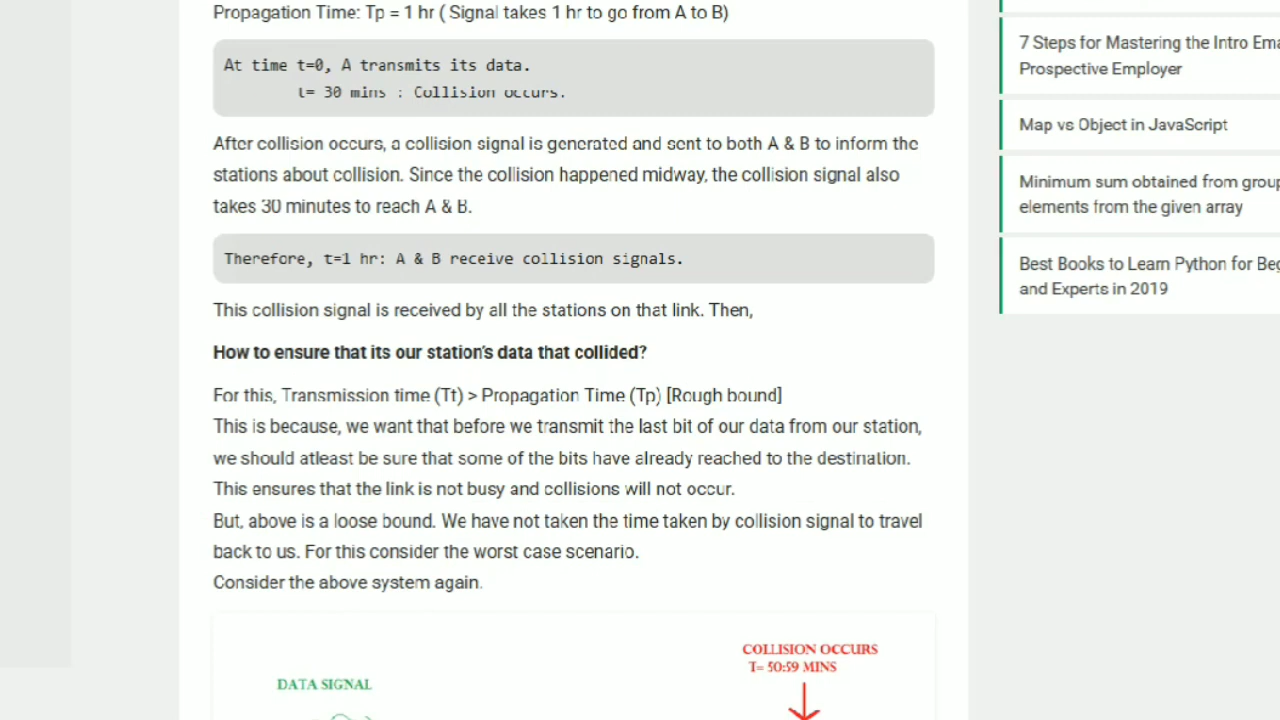 Propagation Time: Tp = 1 hr ( Signal takes 1 hr to go from A to B)
At time t=0, A transmits its data.
t= 30 mins : Collision occurs.
After collision occurs, a collision signal is generated and sent to both A & B to inform the
stations about collision. Since the collision happened midway, the collision signal also
takes 30 minutes to reach A & B.
Therefore, t=1 hr: A & B receive collision signals.
This collision signal is received by all the stations on that link. Then,
How to ensure that its our station's data that collided?
For this, Transmission time (Tt) > Propagation Time (Tp) [Rough bound]
This is because, we want that before we transmit the last bit of our data from our station,
we should atleast be sure that some of the bits have already reached to the destination.
This ensures that the link is not busy and collisions will not occur.
But, above is a loose bound. We have not taken the time taken by collision signal to travel
back to us. For this consider the worst case scenario.
Consider the above system again.
DATA SIGNAL
COLLISION OCCURS
T= 50:59 MINS
7 Steps for Mastering the Intro Ema
Prospective Employer
Map vs Object in JavaScript
Minimum sum obtained from group
elements from the given array
Best Books to Learn Python for Beg
and Experts in 2019